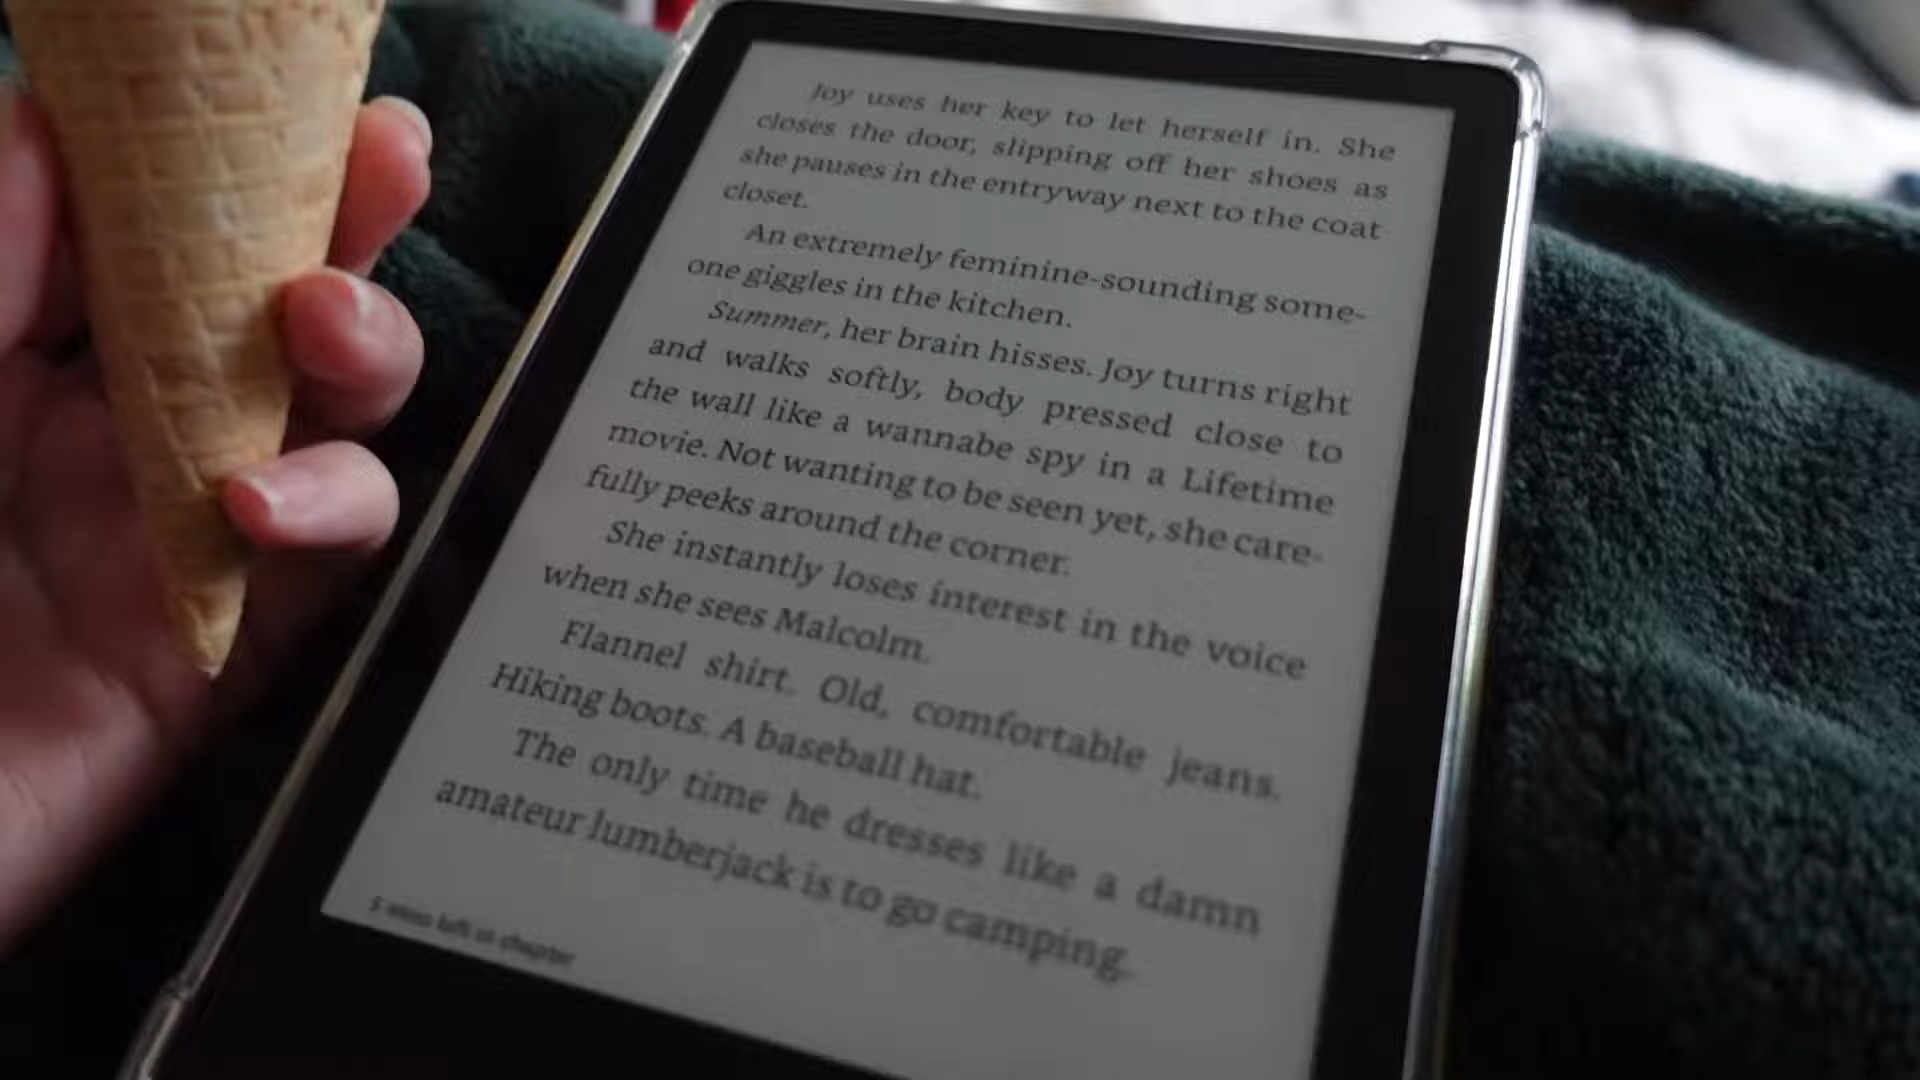 Joy uses her key to let herself in. She
closes the door, slipping off her shoes as
she pauses in the entryway next to the coat
closet.
An extremely feminine-sounding some-
one giggles in the kitchen.
Summer, her brain hisses. Joy turns right
and walks softly, body pressed close to
the wall like a wannabe spy in a Lifetime
movie. Not wanting to be seen yet, she care-
fully peeks around the corner.
She instantly loses interest in the voice
when she sees Malcolm.
Flannel shirt. Old, comfortable jeans.
Hiking boots. A baseball hat.
The only time he dresses like a damn
amateur lumberjack is to go camping.
5 mins left in chapter